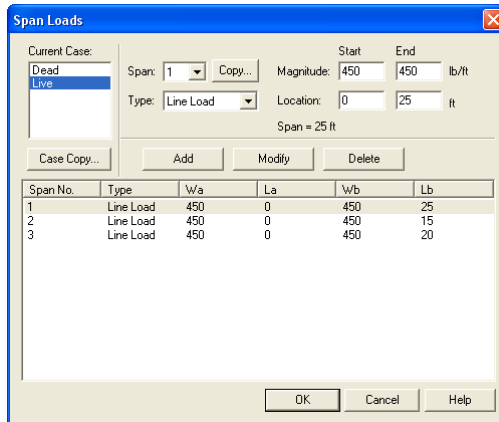 Span Loads
Current Case:
Dead
Live
Case Copy...
Span: 1 Copy...
Type: Line Load
Start End
Magnitude: 450 450 lb/ft
Location: 0 25 ft
Span = 25 ft
Add Modify Delete
Span No. Type Wa La Wb Lb
1 Line Load 450 0 450 25
2 Line Load 450 0 450 15
3 Line Load 450 0 450 20
OK Cancel Help